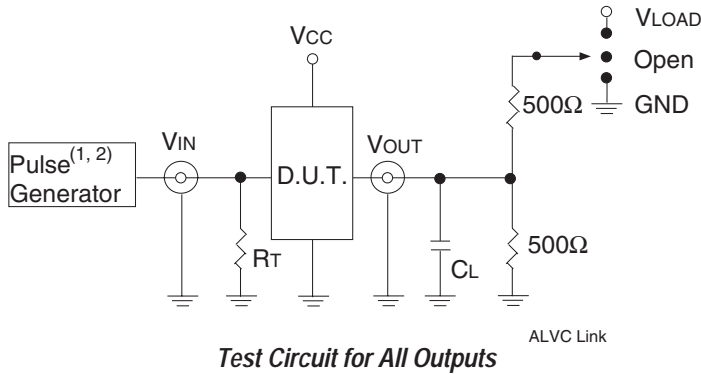 VLOAD
VCC
Open
500Ω
GND
VIN
VOUT
Pulse(1, 2)
Generator
D.U.T.
RT
CL
500Ω
ALVC Link
Test Circuit for All Outputs